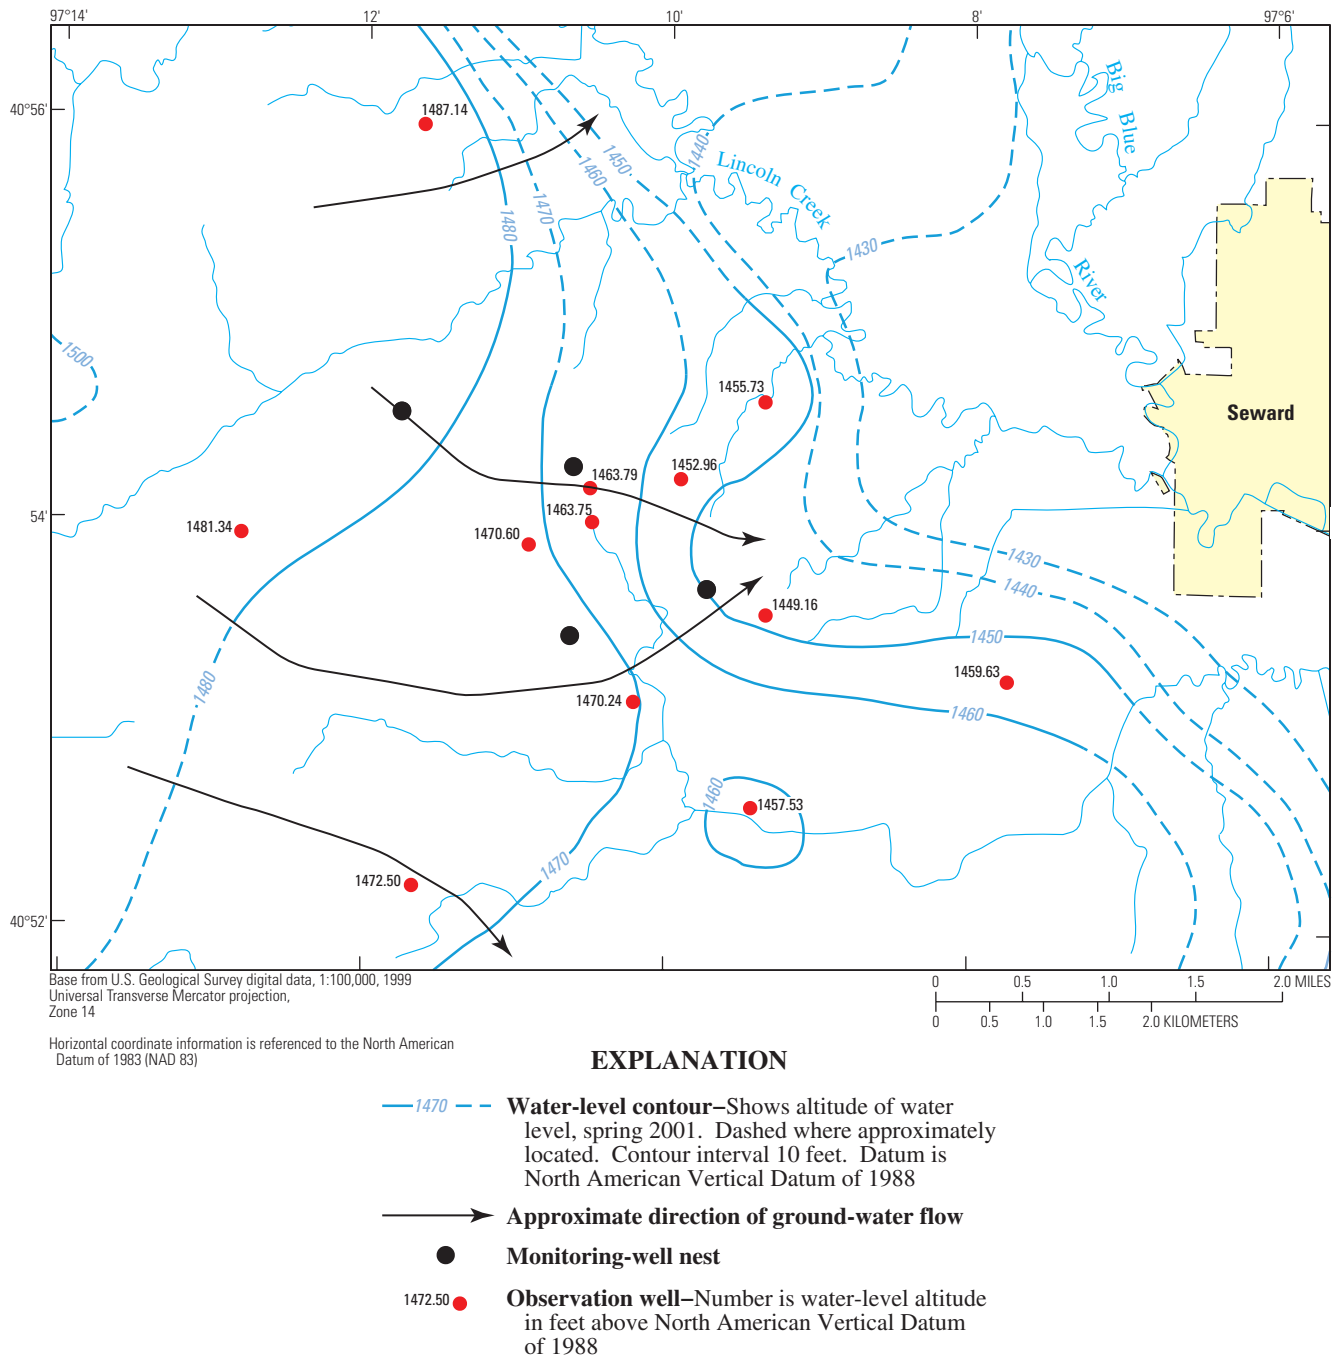 97°14'
12'
10'
8'
97°6'
40°56'
1487.14
Big Blue
1440
1450
1460
Lincoln Creek
1470
1480
1430
River
1500
1455.73
Seward
1463.79
1452.96
54'
1481.34
1463.75
1470.60
1430
1440
1449.16
1450
1459.63
1480
1470.24
1460
1460
1457.53
1470
1472.50
40°52'
Base from U.S. Geological Survey digital data, 1:100,000, 1999
Universal Transverse Mercator projection,
Zone 14
0 0.5 1.0 1.5 2.0 MILES
0 0.5 1.0 1.5 2.0 KILOMETERS
Horizontal coordinate information is referenced to the North American
Datum of 1983 (NAD 83)
EXPLANATION
1470 Water-level contour–Shows altitude of water
level, spring 2001. Dashed where approximately
located. Contour interval 10 feet. Datum is
North American Vertical Datum of 1988
Approximate direction of ground-water flow
Monitoring-well nest
1472.50 Observation well–Number is water-level altitude
in feet above North American Vertical Datum
of 1988